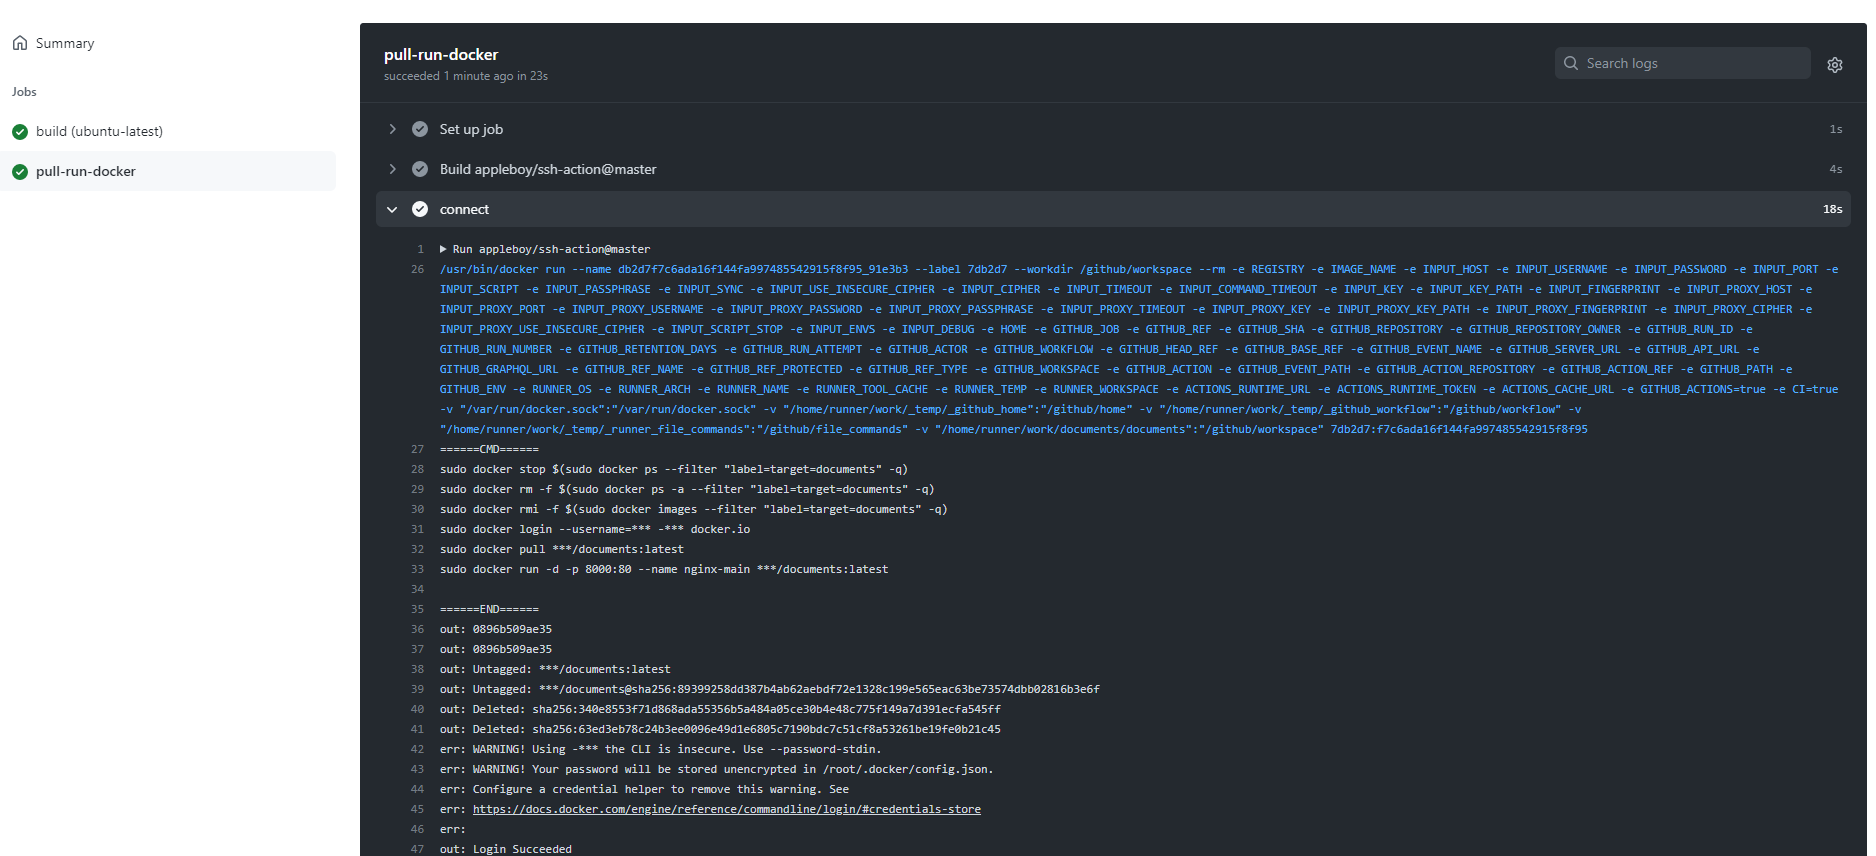 Summary
Jobs
build (ubuntu-latest)
pull-run-docker
pull-run-docker
succeeded 1 minute ago in 23s
Search logs
Set up job 1s
Build appleboy/ssh-action@master 4s
connect 18s
1 Run appleboy/ssh-action@master
26 /usr/bin/docker run --name db2d7f7c6ada16f144fa997485542915f8f95_91e3b3 --label 7db2d7 --workdir /github/workspace --rm -e REGISTRY -e IMAGE_NAME -e INPUT_HOST -e INPUT_USERNAME -e INPUT_PASSWORD -e INPUT_PORT -e
INPUT_SCRIPT -e INPUT_PASSPHRASE -e INPUT_SYNC -e INPUT_USE_INSECURE_CIPHER -e INPUT_CIPHER -e INPUT_TIMEOUT -e INPUT_COMMAND_TIMEOUT -e INPUT_KEY -e INPUT_KEY_PATH -e INPUT_FINGERPRINT -e INPUT_PROXY_HOST -e
INPUT_PROXY_PORT -e INPUT_PROXY_USERNAME -e INPUT_PROXY_PASSWORD -e INPUT_PROXY_PASSPHRASE -e INPUT_PROXY_TIMEOUT -e INPUT_PROXY_KEY -e INPUT_PROXY_KEY_PATH -e INPUT_PROXY_FINGERPRINT -e INPUT_PROXY_CIPHER -e
INPUT_PROXY_USE_INSECURE_CIPHER -e INPUT_SCRIPT_STOP -e INPUT_ENVS -e INPUT_DEBUG -e HOME -e GITHUB_JOB -e GITHUB_REF -e GITHUB_SHA -e GITHUB_REPOSITORY -e GITHUB_REPOSITORY_OWNER -e GITHUB_RUN_ID -e
GITHUB_RUN_NUMBER -e GITHUB_RETENTION_DAYS -e GITHUB_RUN_ATTEMPT -e GITHUB_ACTOR -e GITHUB_WORKFLOW -e GITHUB_HEAD_REF -e GITHUB_BASE_REF -e GITHUB_EVENT_NAME -e GITHUB_SERVER_URL -e GITHUB_API_URL -e
GITHUB_GRAPHQL_URL -e GITHUB_REF_NAME -e GITHUB_REF_PROTECTED -e GITHUB_REF_TYPE -e GITHUB_WORKSPACE -e GITHUB_ACTION -e GITHUB_EVENT_PATH -e GITHUB_ACTION_REPOSITORY -e GITHUB_ACTION_REF -e GITHUB_PATH -e
GITHUB_ENV -e RUNNER_OS -e RUNNER_ARCH -e RUNNER_NAME -e RUNNER_TOOL_CACHE -e RUNNER_TEMP -e RUNNER_WORKSPACE -e ACTIONS_RUNTIME_URL -e ACTIONS_RUNTIME_TOKEN -e ACTIONS_CACHE_URL -e GITHUB_ACTIONS=true -e CI=true
-v "/var/run/docker.sock":"/var/run/docker.sock" -v "/home/runner/work/_temp/_github_home":"/github/home" -v "/home/runner/work/_temp/_github_workflow":"/github/workflow" -v
"/home/runner/work/_temp/_runner_file_commands":"/github/file_commands" -v "/home/runner/work/documents/documents":"/github/workspace" 7db2d7:f7c6ada16f144fa997485542915f8f95
27 ======CMD======
28 sudo docker stop $(sudo docker ps --filter "label=target=documents" -q)
29 sudo docker rm -f $(sudo docker ps -a --filter "label=target=documents" -q)
30 sudo docker rmi -f $(sudo docker images --filter "label=target=documents" -q)
31 sudo docker login --username=*** -*** docker.io
32 sudo docker pull ***/documents:latest
33 sudo docker run -d -p 8000:80 --name nginx-main ***/documents:latest
34
35 ======END======
36 out: 0896b509ae35
37 out: 0896b509ae35
38 out: Untagged: ***/documents:latest
39 out: Untagged: ***/documents@sha256:89399258dd387b4ab62aebdf72e1328c199e565eac63be73574dbb02816b3e6f
40 out: Deleted: sha256:340e8553f71d868ada55356b5a484a05ce30b4e48c775f149a7d391ecfa545ff
41 out: Deleted: sha256:63ed3eb78c24b3ee0096e49d1e6805c7190bdc7c51cf8a53261be19fe0b21c45
42 err: WARNING! Using -*** the CLI is insecure. Use --password-stdin.
43 err: WARNING! Your password will be stored unencrypted in /root/.docker/config.json.
44 err: Configure a credential helper to remove this warning. See
45 err: https://docs.docker.com/engine/reference/commandline/login/#credentials-store
46 err:
47 out: Login Succeeded